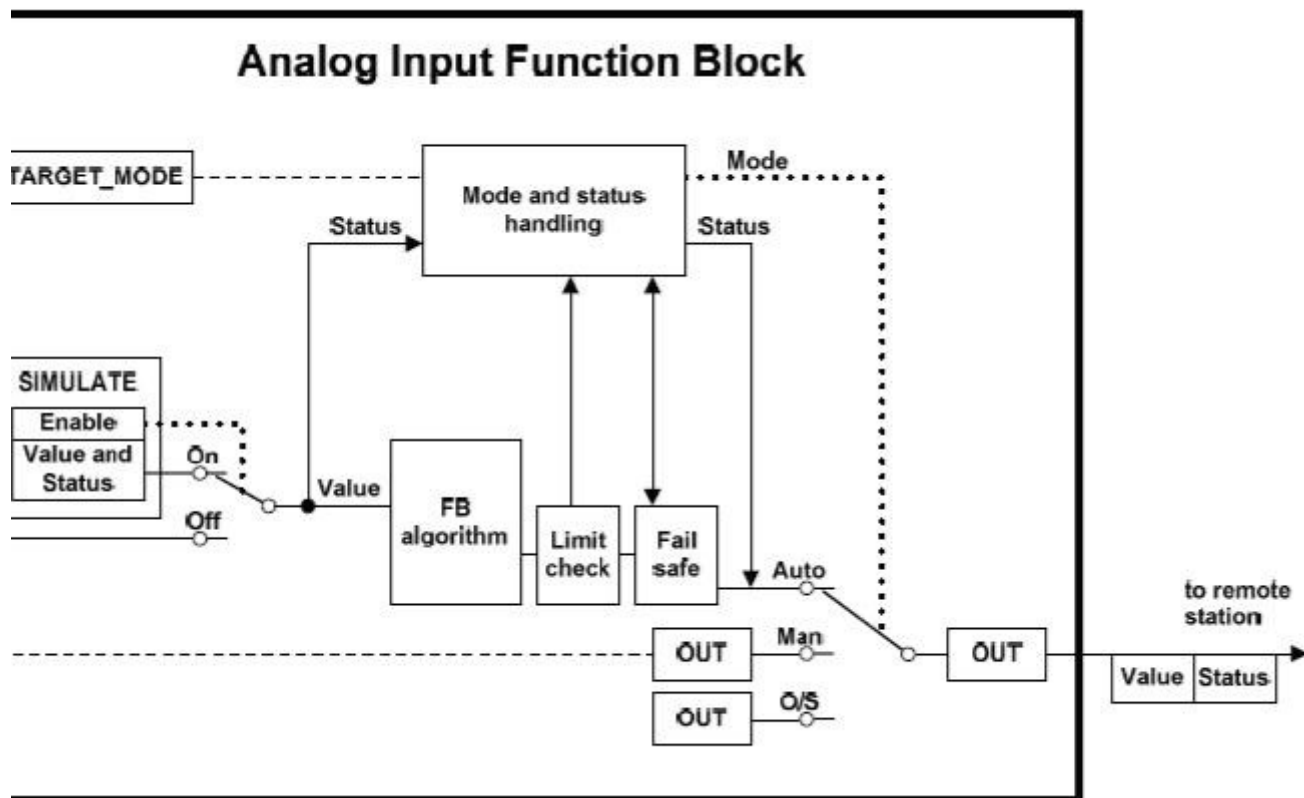 Analog Input Function Block
TARGET_MODE
Mode and status
handling
Mode
Status
Status
SIMULATE
Enable
Value and
Status
On
Off
Value
FB
algorithm
Limit
check
Fail
safe
Auto
Man
O/S
OUT
OUT
OUT
to remote
station
Value
Status